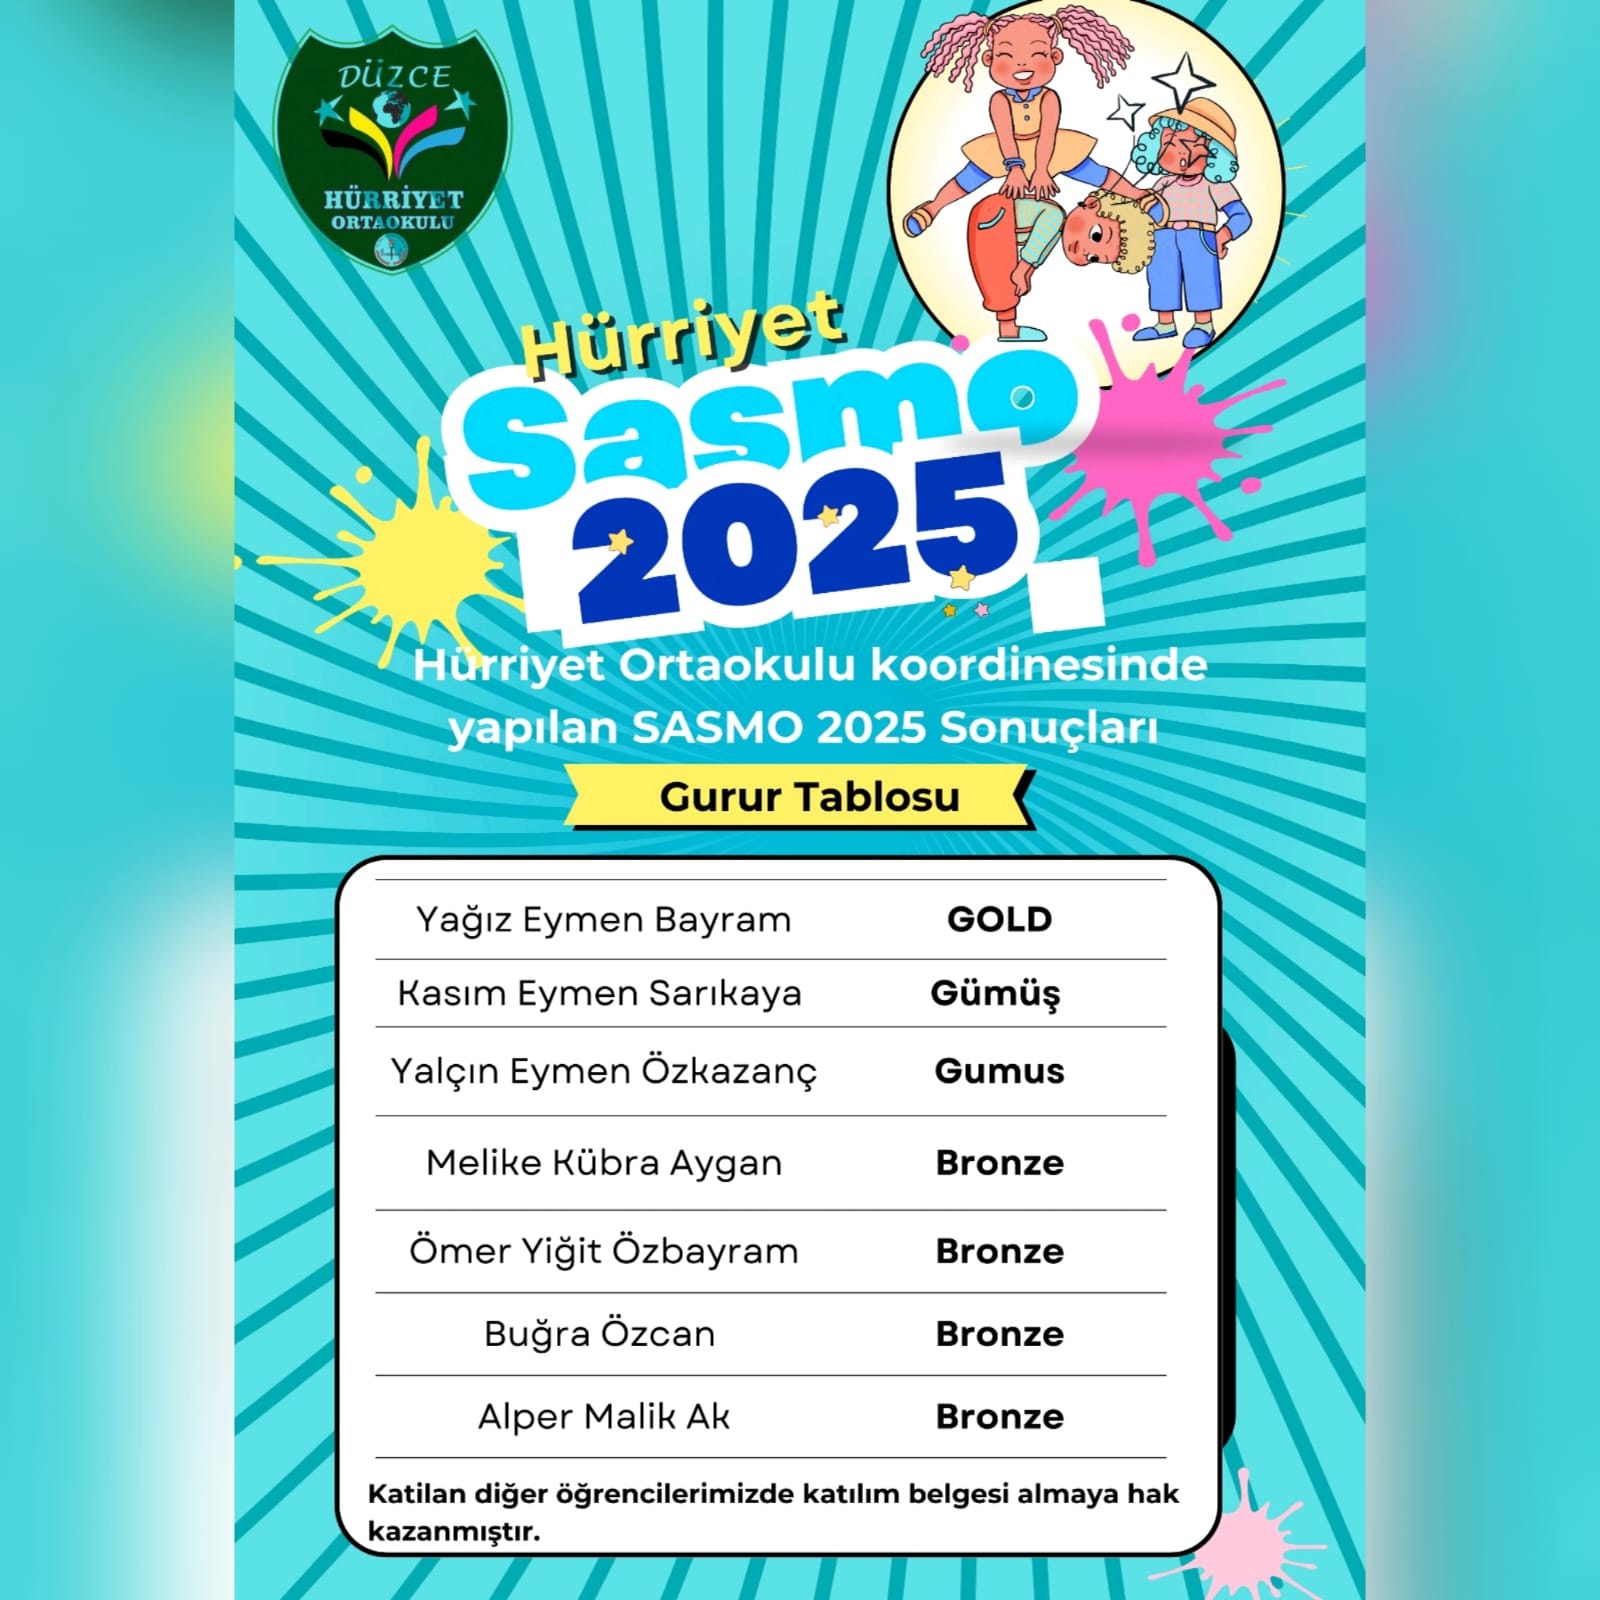 DÜZCE
HÜRRİYET
ORTAOKULU
Hürriyet
Sasmo
2025
Hürriyet Ortaokulu koordinesinde
yapılan SASMO 2025 Sonuçları
Gurur Tablosu
Yağız Eymen Bayram GOLD
Kasım Eymen Sarıkaya Gümüş
Yalçın Eymen Özkazanç Gumus
Melike Kübra Aygan Bronze
Ömer Yiğit Özbayram Bronze
Buğra Özcan Bronze
Alper Malik Ak Bronze
Katilan diğer öğrencilerimizde katılım belgesi almaya hak
kazanmıştır.